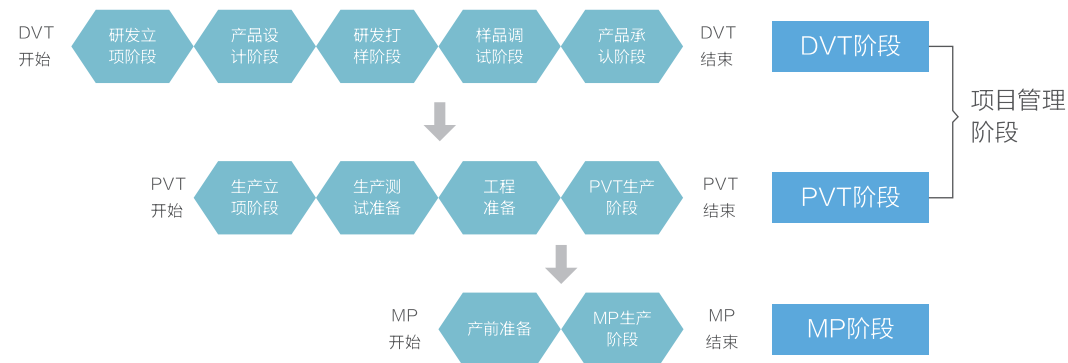 DVT
开始
研发立
项阶段
产品设
计阶段
研发打
样阶段
样品调
试阶段
产品承
认阶段
DVT
结束
DVT阶段
项目管理
阶段
PVT
开始
生产立
项阶段
生产测
试准备
工程
准备
PVT生产
阶段
PVT
结束
PVT阶段
MP
开始
产前准备
MP生产
阶段
MP
结束
MP阶段